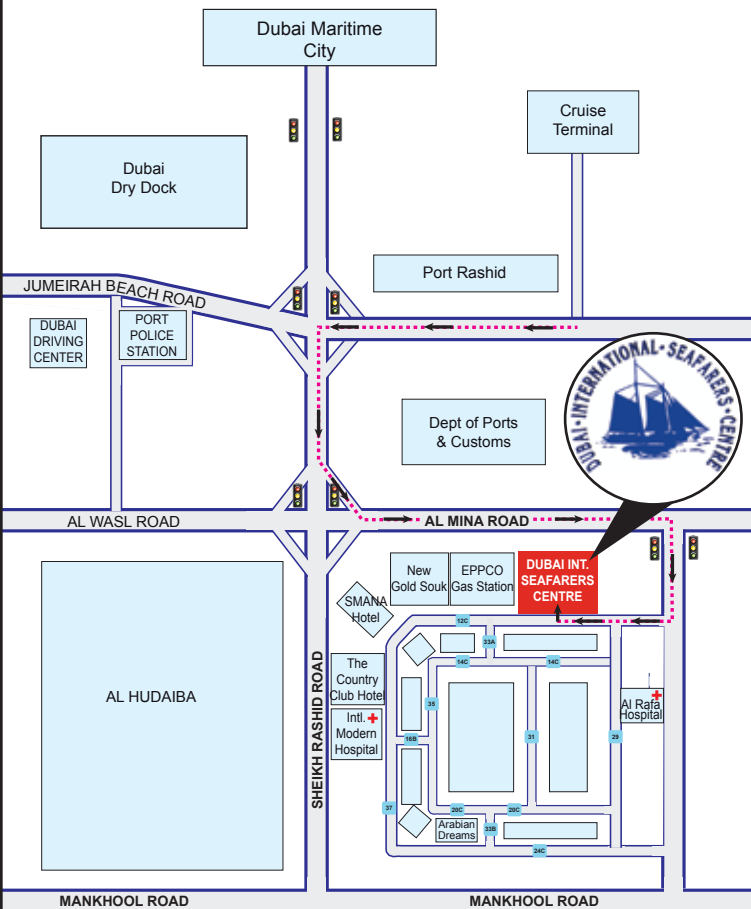 Dubai Maritime
City
Cruise
Terminal
Dubai
Dry Dock
Port Rashid
JUMEIRAH BEACH ROAD
DUBAI
DRIVING
CENTER
PORT
POLICE
STATION
DUBAI·INTERNATIONAL·SEAFARERS·CENTRE
Dept of Ports
& Customs
AL WASL ROAD
AL MINA ROAD
New
Gold Souk
EPPCO
Gas Station
DUBAI INT.
SEAFARERS
CENTRE
SMANA
Hotel
12C
33A
14C
14C
The
Country
Club Hotel
AL HUDAIBA
SHEIKH RASHID ROAD
35
Al Rafa
Hospital
Intl.
Modern
Hospital
16B
31
29
37
20C
20C
Arabian
Dreams
33B
24C
MANKHOOL ROAD
MANKHOOL ROAD